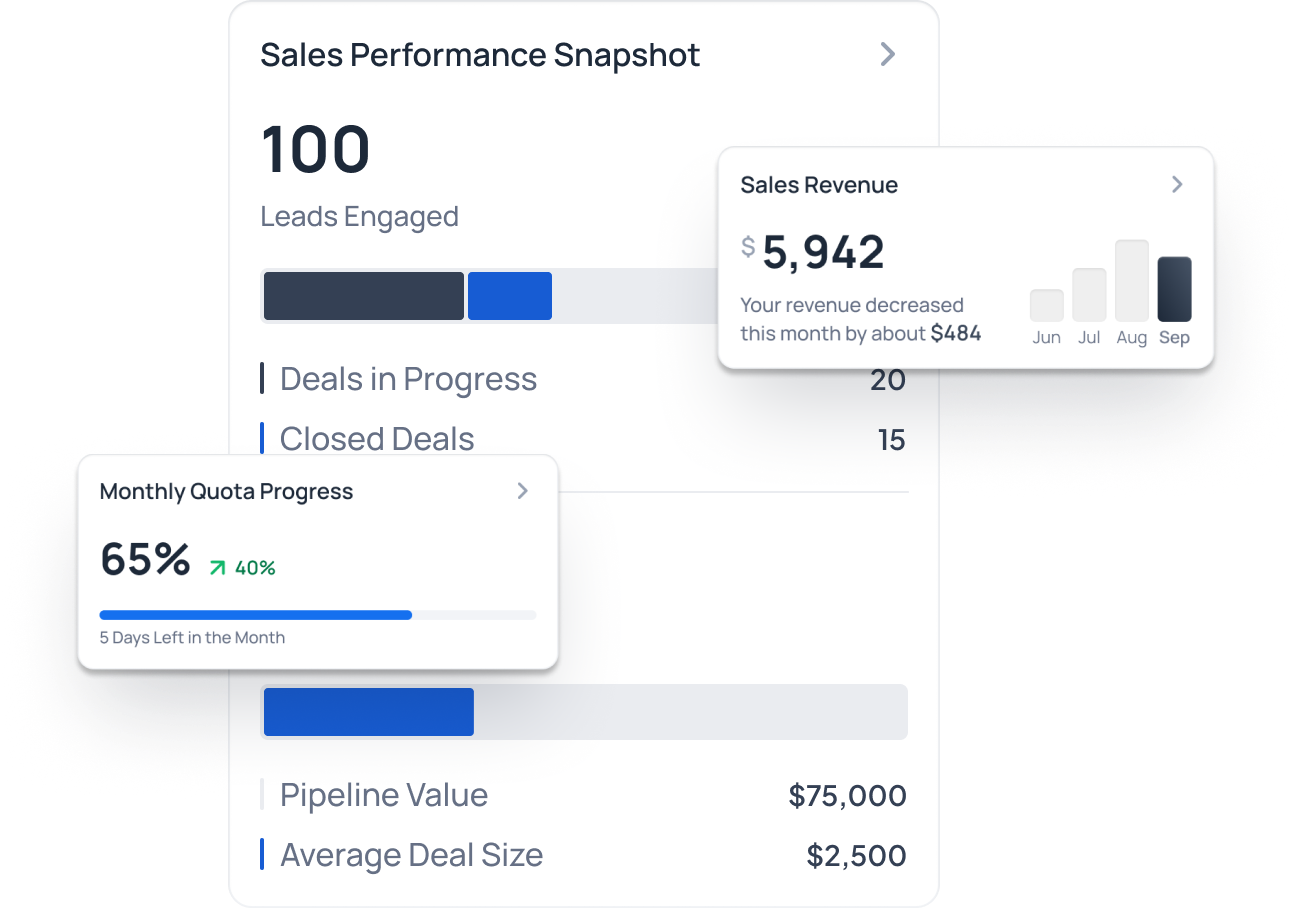 Sales Performance Snapshot
100
Leads Engaged
Sales Revenue
$ 5,942
Your revenue decreased
this month by about $484
Jun Jul Aug Sep
Deals in Progress 20
Closed Deals 15
Monthly Quota Progress
65% 40%
5 Days Left in the Month
Pipeline Value $75,000
Average Deal Size $2,500